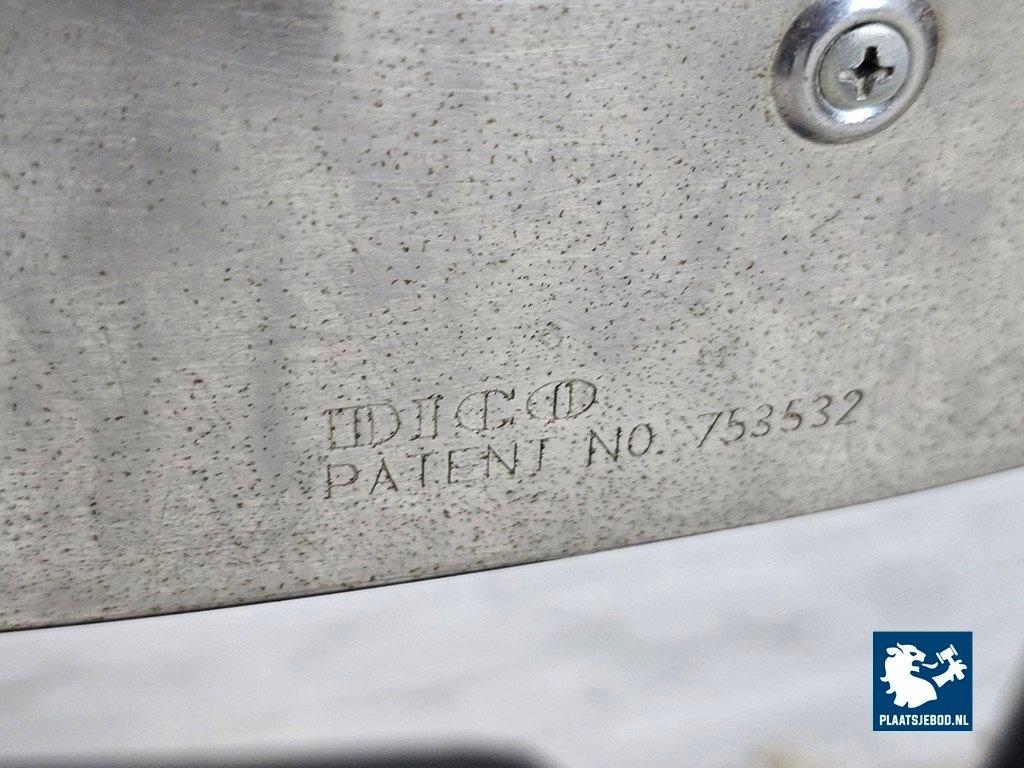 DICO
PATENT NO. 753532
PLAATSJEBOD.NL